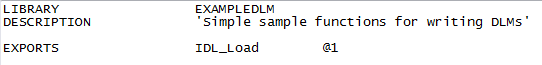 LIBRARY EXAMPLEDLM
DESCRIPTION 'Simple sample functions for writing DLMs'
EXPORTS IDL_Load @1